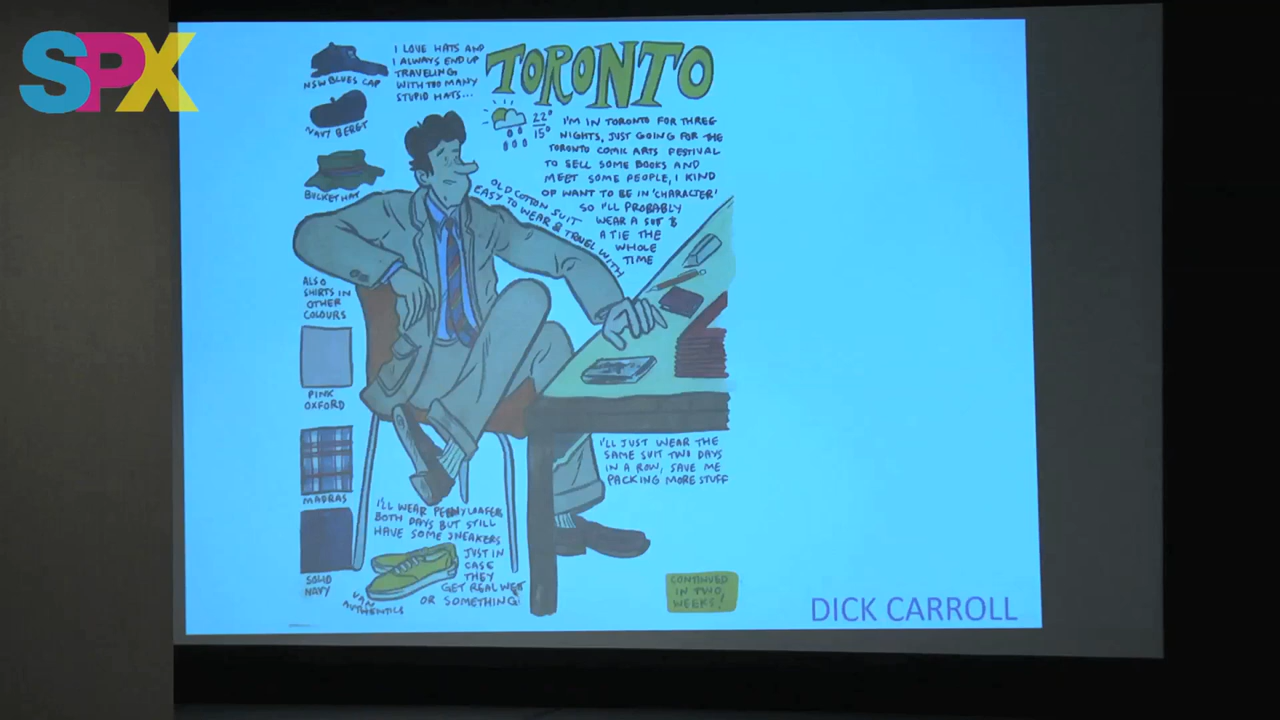 SPX
NSW BLUES CAP
NAVY BERET
BUCKET HAT
I LOVE HATS AND
I ALWAYS END UP
TRAVELING
WITH TOO MANY
STUPID HATS...
TORONTO
22°
15°
I'M IN TORONTO FOR THREE
NIGHTS, JUST GOING FOR THE
TORONTO COMIC ARTS FESTIVAL
TO SELL SOME BOOKS AND
MEET SOME PEOPLE, I KIND
OF WANT TO BE IN 'CHARACTER'
SO I'LL PROBABLY
WEAR A SUIT &
A TIE THE
WHOLE
TIME
OLD COTTON SUIT
EASY TO WEAR & TRAVEL WITH
ALSO
SHIRTS IN
OTHER
COLOURS
PINK
OXFORD
MADRAS
SOLID
NAVY
I'LL JUST WEAR THE
SAME SUIT TWO DAYS
IN A ROW, SAVE ME
PACKING MORE STUFF
I'LL WEAR PENNY LOAFERS
BOTH DAYS BUT STILL
HAVE SOME SNEAKERS
JUST IN
CASE
THEY
GET REAL WET
OR SOMETHING!
VAN
AUTHENTICS
CONTINUED
IN TWO
WEEKS!
DICK CARROLL